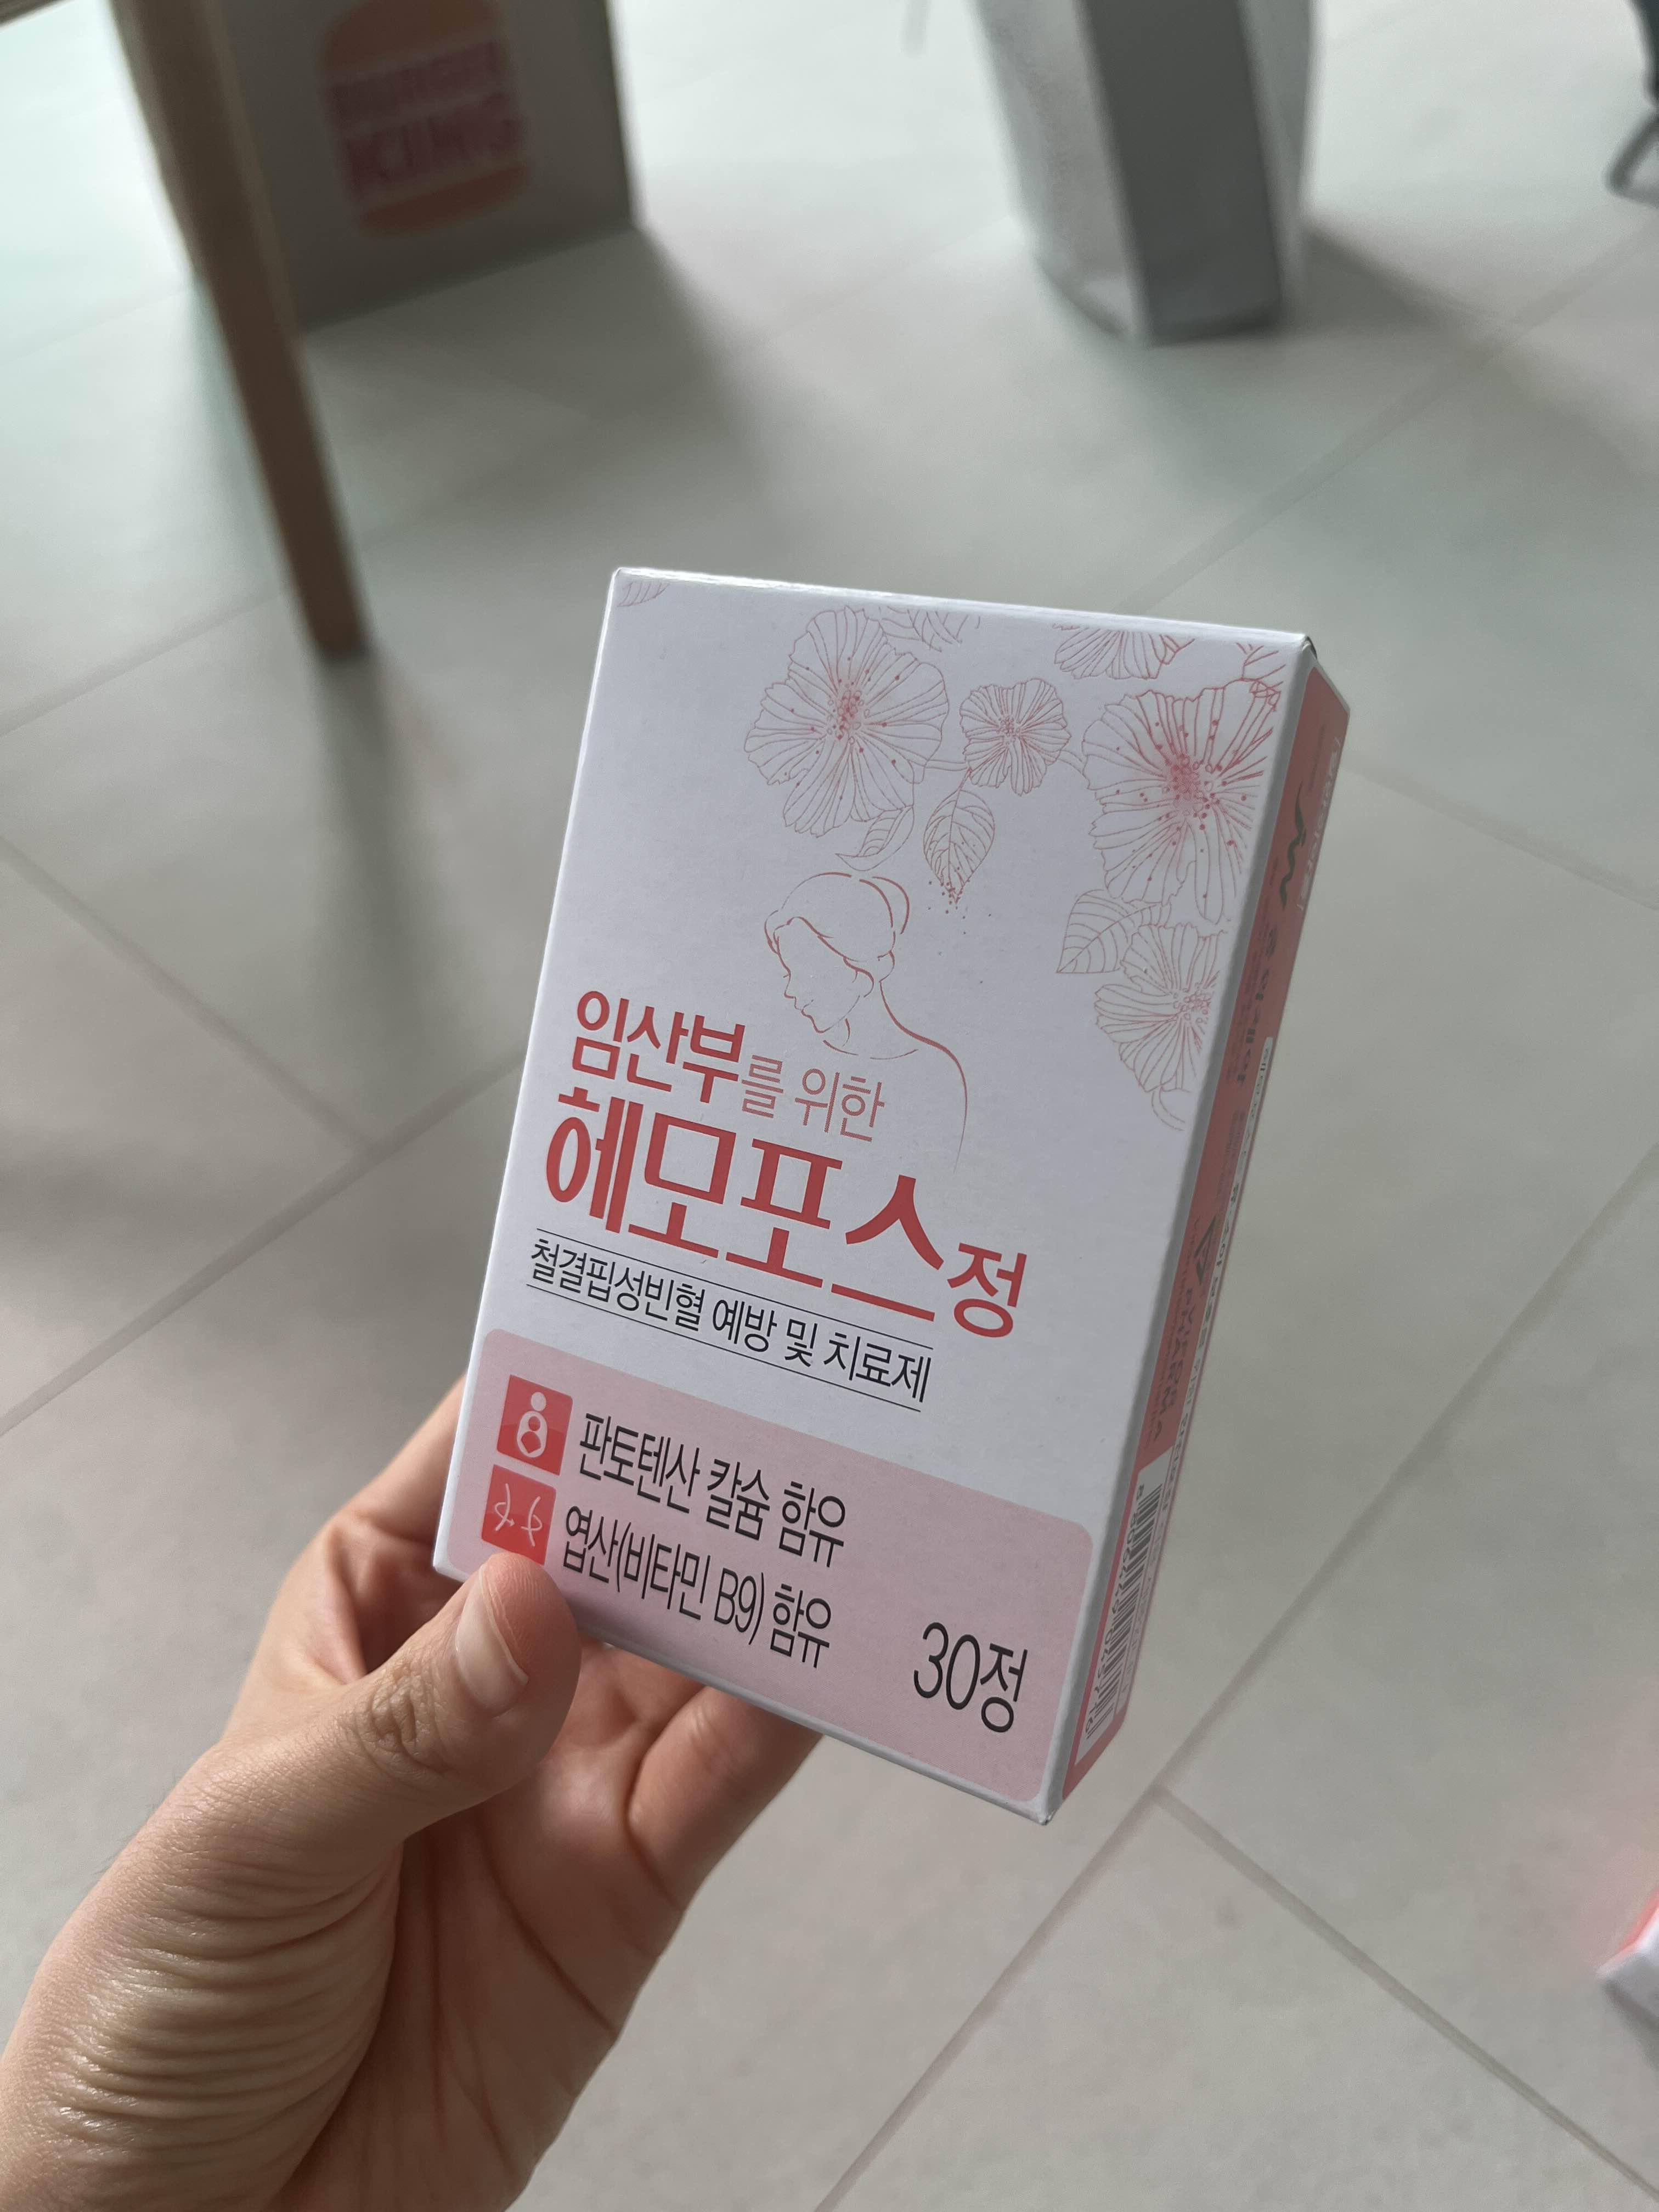 BURGER
KING
임산부를 위한
헤모포스정
철결핍성빈혈 예방 및 치료제
판토텐산 칼슘 함유
엽산(비타민 B9) 함유
30정